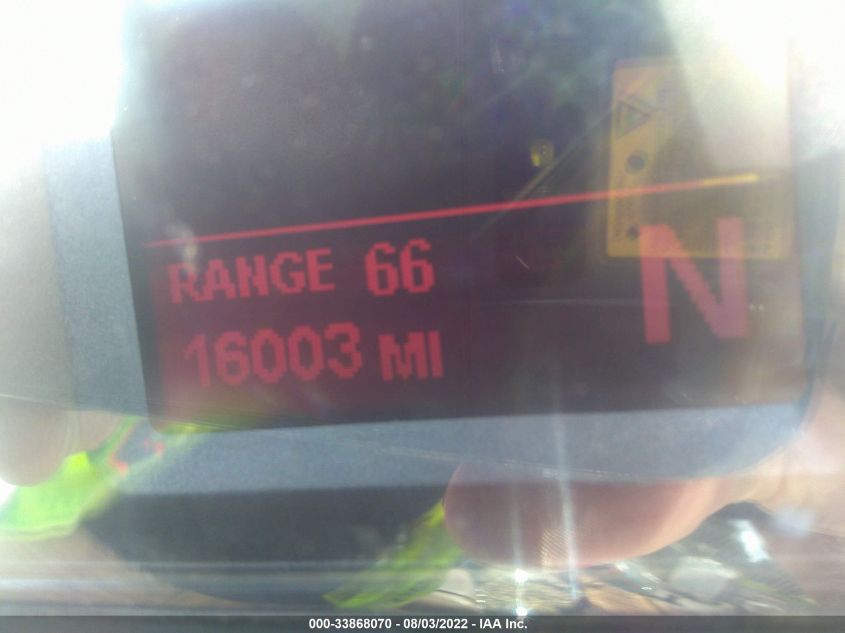 RANGE 66
N
16003 MI
000-33868070 - 08/03/2022 - IAA Inc.